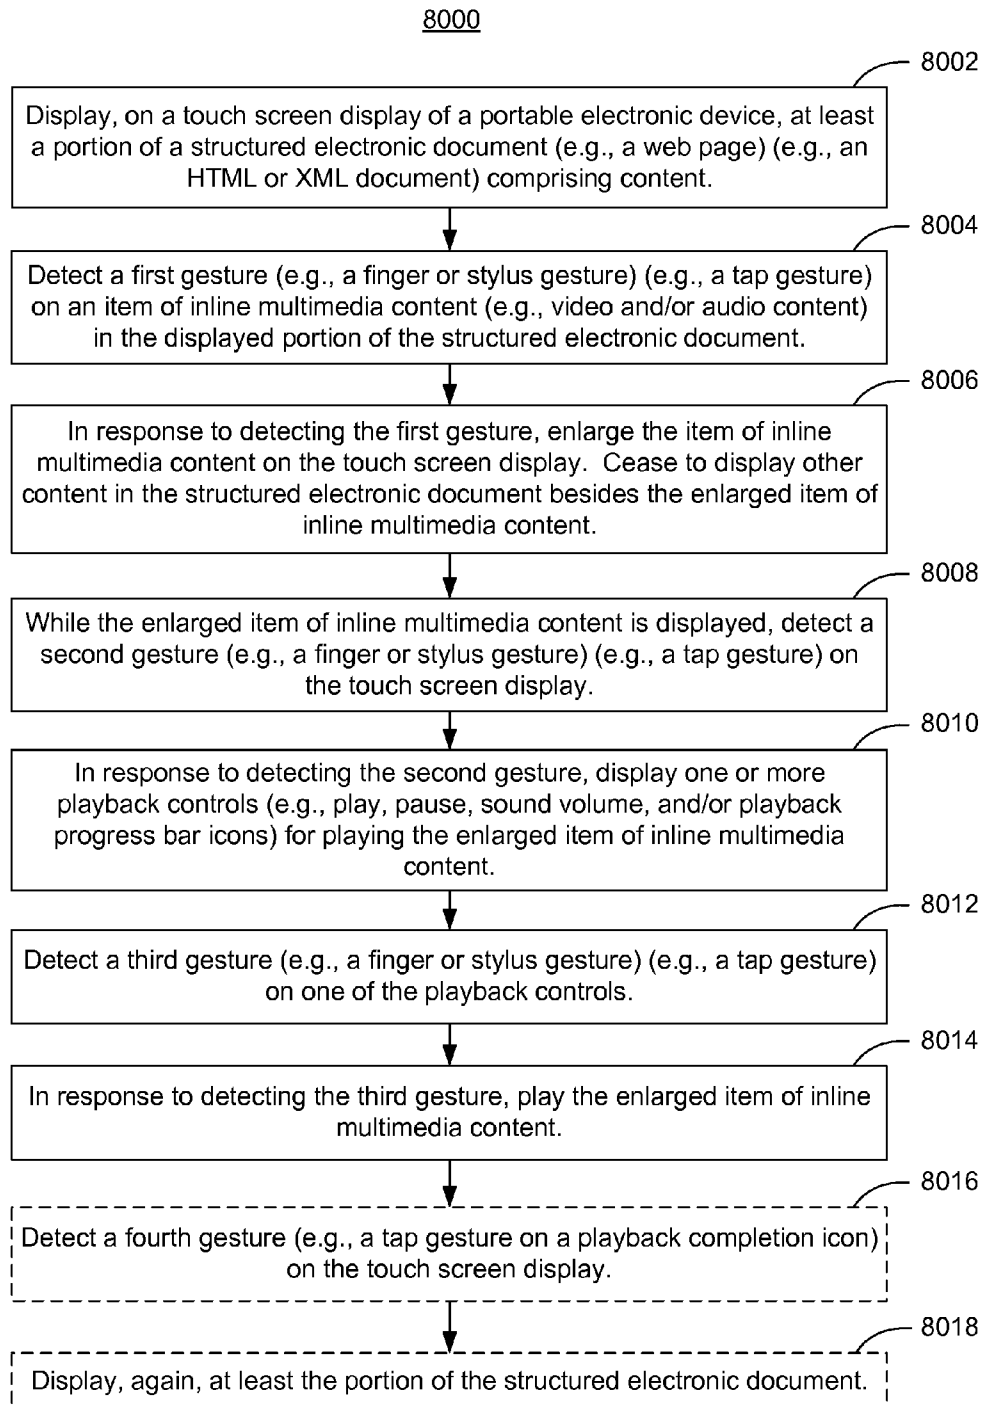 8000
8002
Display, on a touch screen display of a portable electronic device, at least
a portion of a structured electronic document (e.g., a web page) (e.g., an
HTML or XML document) comprising content.
8004
Detect a first gesture (e.g., a finger or stylus gesture) (e.g., a tap gesture)
on an item of inline multimedia content (e.g., video and/or audio content)
in the displayed portion of the structured electronic document.
8006
In response to detecting the first gesture, enlarge the item of inline
multimedia content on the touch screen display.  Cease to display other
content in the structured electronic document besides the enlarged item of
inline multimedia content.
8008
While the enlarged item of inline multimedia content is displayed, detect a
second gesture (e.g., a finger or stylus gesture) (e.g., a tap gesture) on
the touch screen display.
8010
In response to detecting the second gesture, display one or more
playback controls (e.g., play, pause, sound volume, and/or playback
progress bar icons) for playing the enlarged item of inline multimedia
content.
8012
Detect a third gesture (e.g., a finger or stylus gesture) (e.g., a tap gesture)
on one of the playback controls.
8014
In response to detecting the third gesture, play the enlarged item of inline
multimedia content.
8016
Detect a fourth gesture (e.g., a tap gesture on a playback completion icon)
on the touch screen display.
8018
Display, again, at least the portion of the structured electronic document.